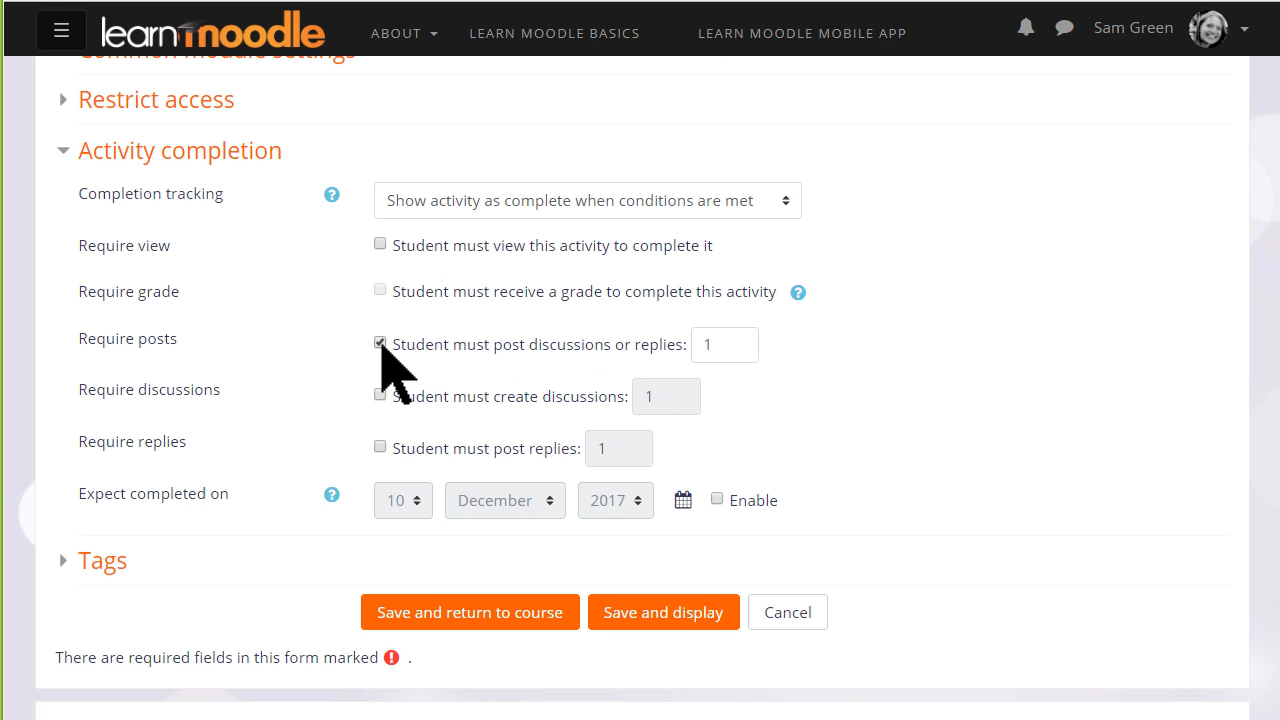 learn moodle
ABOUT
LEARN MOODLE BASICS
LEARN MOODLE MOBILE APP
Sam Green
Common module settings
Restrict access
Activity completion
Completion tracking
Show activity as complete when conditions are met
Require view
Student must view this activity to complete it
Require grade
Student must receive a grade to complete this activity
Require posts
Student must post discussions or replies: 1
Require discussions
Student must create discussions: 1
Require replies
Student must post replies: 1
Expect completed on
10 December 2017 Enable
Tags
Save and return to course
Save and display
Cancel
There are required fields in this form marked .